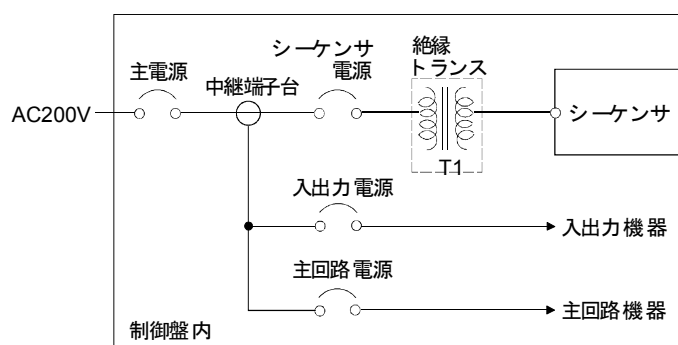 シーケンサ
電源
絶縁
トランス
主電源
中継端子台
AC200V
シーケンサ
T1
入出力電源
入出力機器
主回路電源
主回路機器
制御盤内